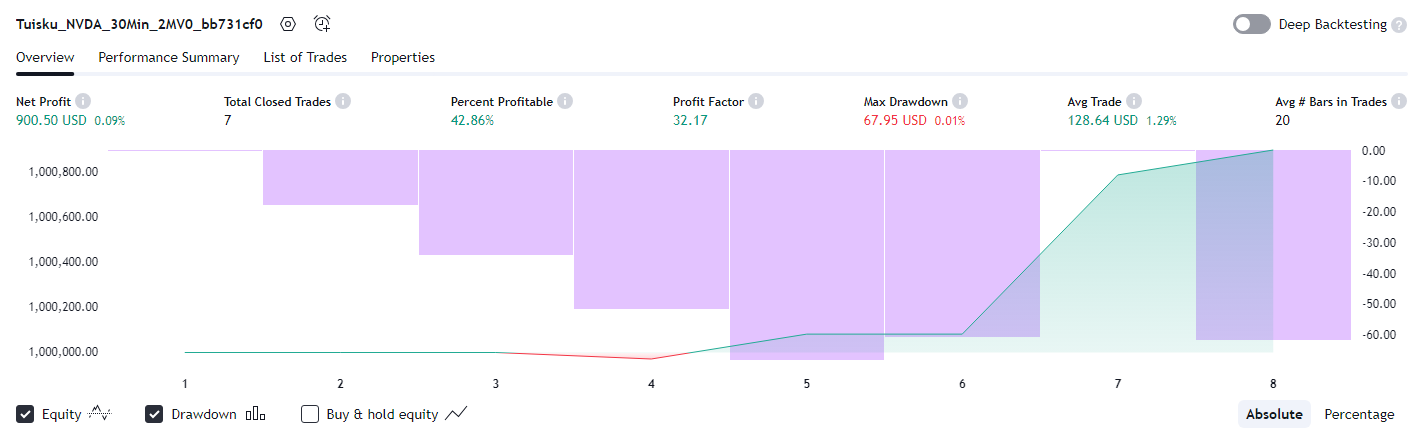 Tuisku_NVDA_30Min_2MV0_bb731cf0
Deep Backtesting ?
Overview Performance Summary List of Trades Properties
Net Profit i Total Closed Trades i Percent Profitable i Profit Factor i Max Drawdown i Avg Trade i Avg # Bars in Trades i
900.50 USD 0.09% 7 42.86% 32.17 67.95 USD 0.01% 128.64 USD 1.29% 20
0.00
1,000,800.00
-10.00
1,000,600.00 -20.00
-30.00
1,000,400.00
-40.00
1,000,200.00 -50.00
-60.00
1,000,000.00
1 2 3 4 5 6 7 8
Equity Drawdown Buy & hold equity Absolute Percentage